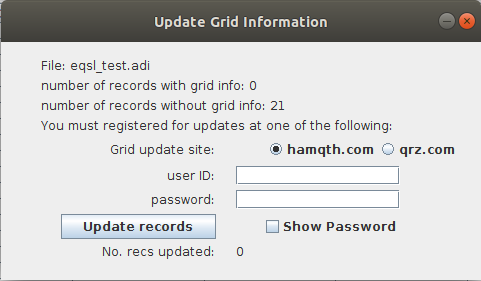 Update Grid Information
File: eqsl_test.adi
number of records with grid info: 0
number of records without grid info: 21
You must registered for updates at one of the following:
Grid update site: hamqth.com qrz.com
user ID:
password:
Update records Show Password
No. recs updated: 0